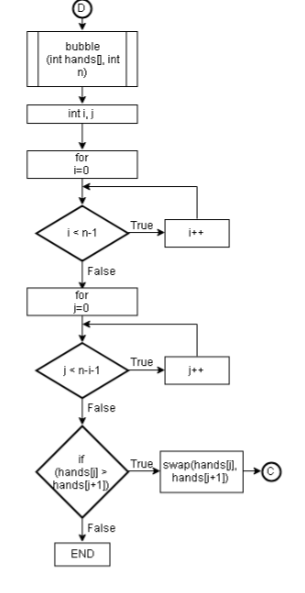 D
bubble
(int hands[], int
n)
int i, j
for
i=0
i < n-1
True
i++
False
for
j=0
j < n-i-1
True
j++
False
if
(hands[j] >
hands[j+1])
True
swap(hands[j],
hands[j+1])
C
False
END